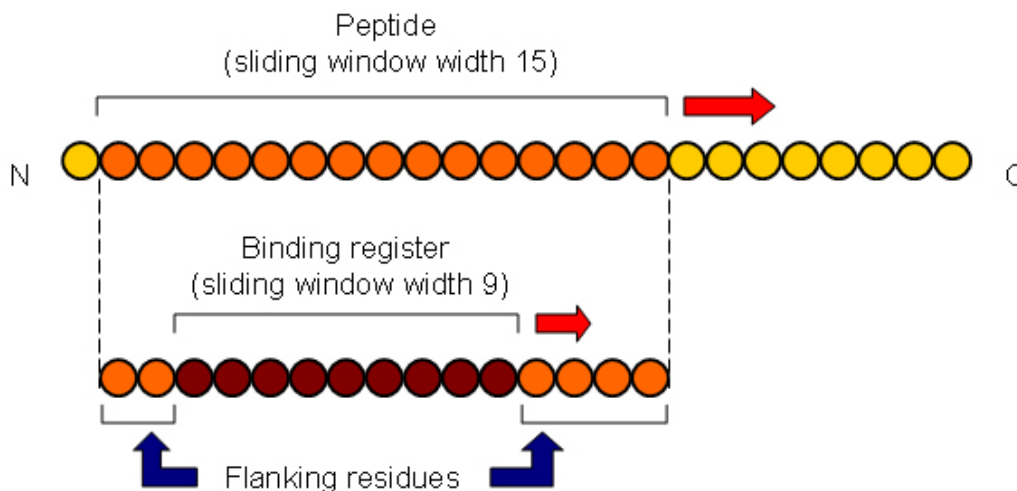 Peptide
(sliding window width 15)
N
C
Binding register
(sliding window width 9)
Flanking residues